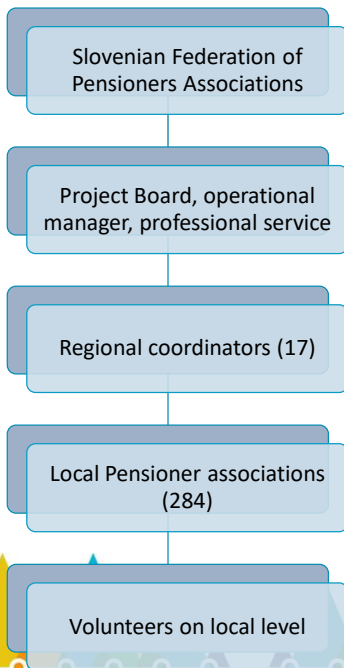 Slovenian Federation of
Pensioners Associations
Project Board, operational
manager, professional service
Regional coordinators (17)
Local Pensioner associations
(284)
Volunteers on local level